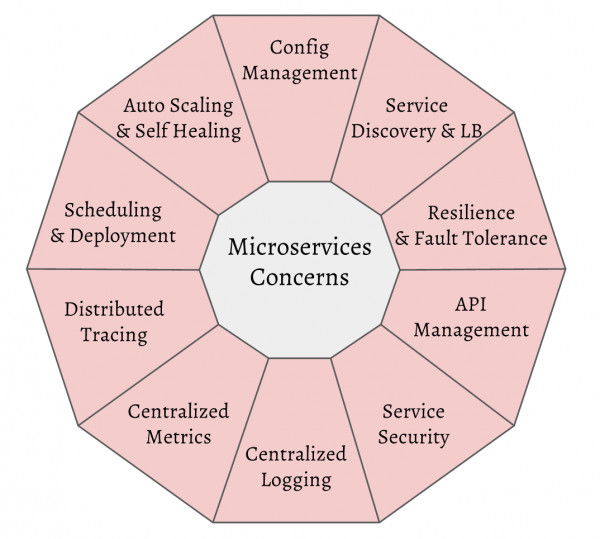 Config
Management
Service
Discovery & LB
Resilience
& Fault Tolerance
API
Management
Service
Security
Centralized
Logging
Centralized
Metrics
Distributed
Tracing
Scheduling
& Deployment
Auto Scaling
& Self Healing
Microservices
Concerns